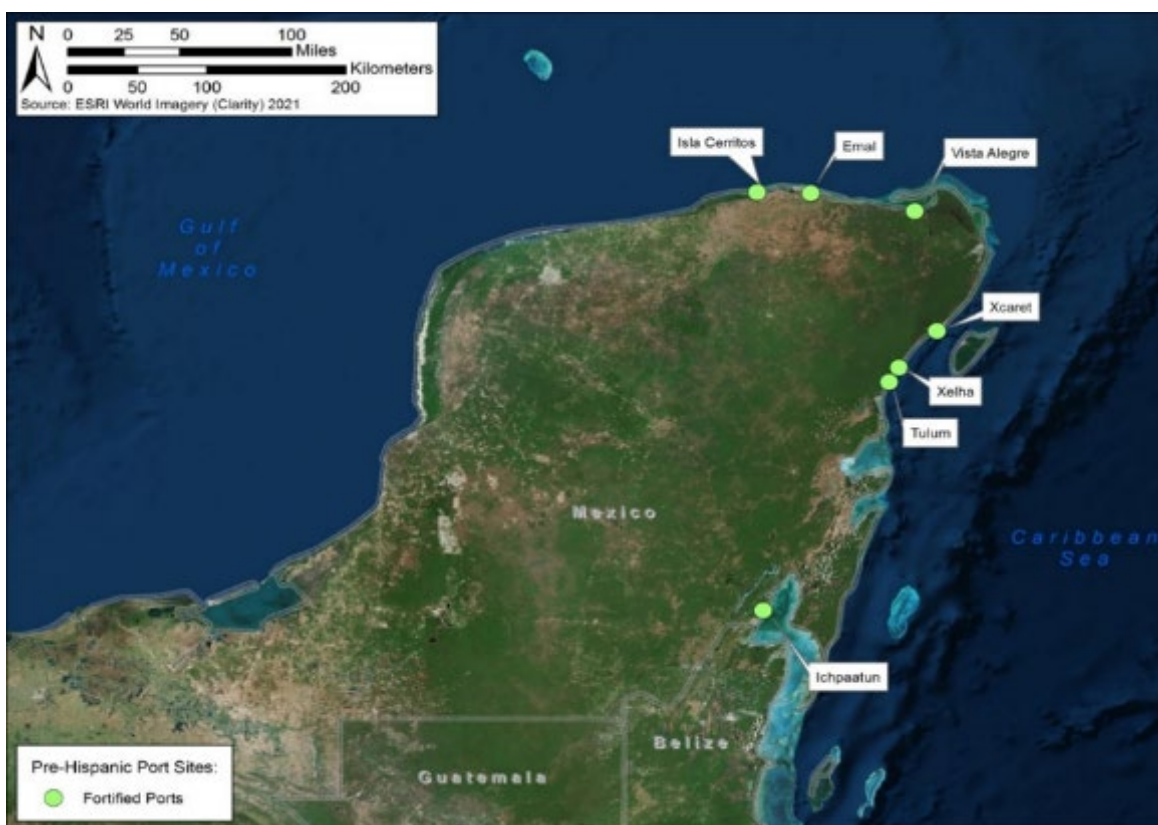 N
0 25 50 100
Miles
Kilometers
0 50 100 200
Source: ESRI World Imagery (Clarity) 2021
Isla Cerritos
Emal
Vista Alegre
Gulf
of
Mexico
Xcaret
Xelha
Tulum
Mexico
Caribbean
Sea
Ichpaatun
Belize
Guatemala
Pre-Hispanic Port Sites:
Fortified Ports